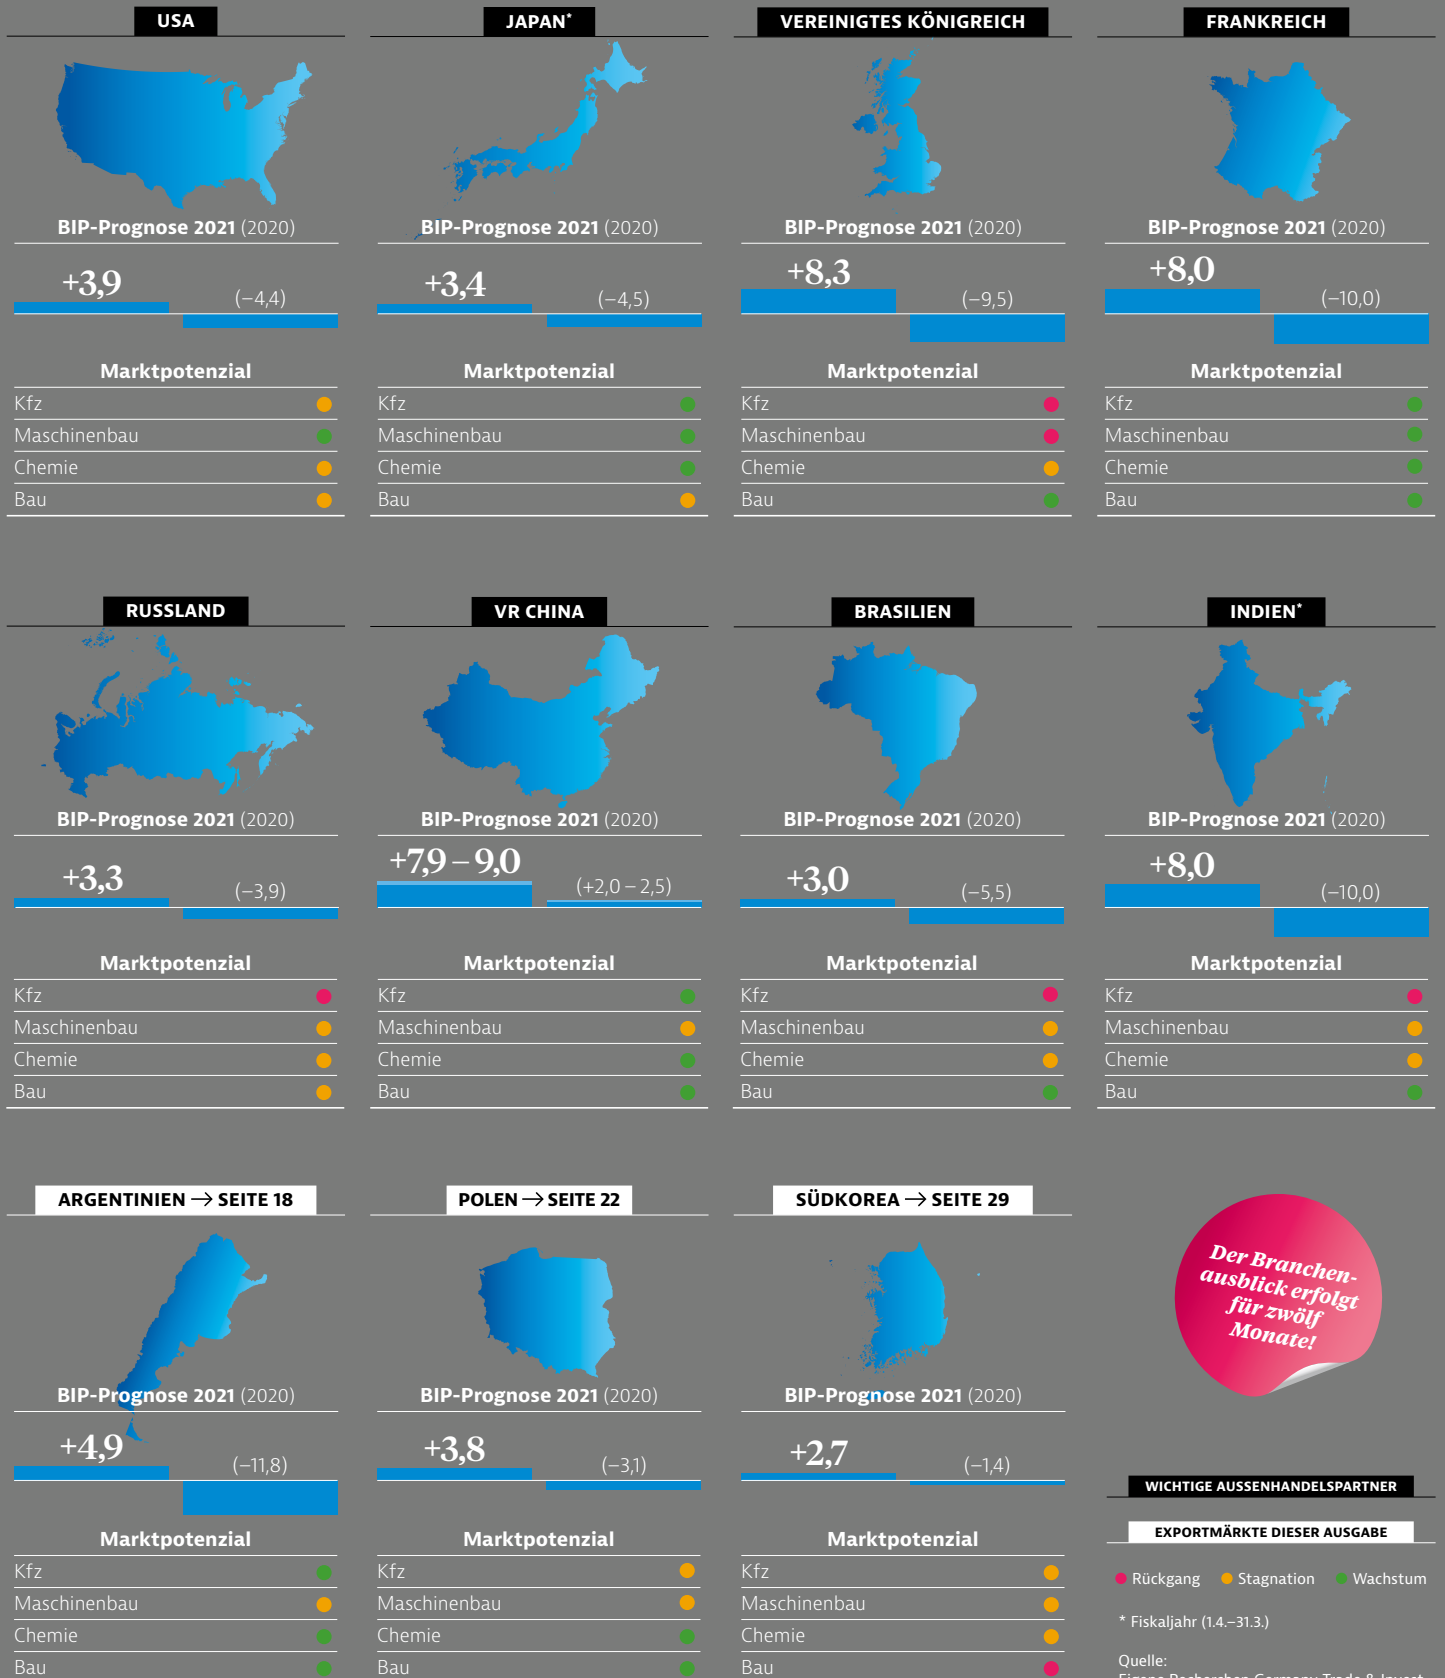 USA
BIP-Prognose 2021 (2020)
+3,9
(–4,4)
Marktpotenzial
Kfz
Maschinenbau
Chemie
Bau
JAPAN*
BIP-Prognose 2021 (2020)
+3,4
(–4,5)
Marktpotenzial
Kfz
Maschinenbau
Chemie
Bau
VEREINIGTES KÖNIGREICH
BIP-Prognose 2021 (2020)
+8,3
(–9,5)
Marktpotenzial
Kfz
Maschinenbau
Chemie
Bau
FRANKREICH
BIP-Prognose 2021 (2020)
+8,0
(–10,0)
Marktpotenzial
Kfz
Maschinenbau
Chemie
Bau
RUSSLAND
BIP-Prognose 2021 (2020)
+3,3
(–3,9)
Marktpotenzial
Kfz
Maschinenbau
Chemie
Bau
VR CHINA
BIP-Prognose 2021 (2020)
+7,9 – 9,0
(+2,0 – 2,5)
Marktpotenzial
Kfz
Maschinenbau
Chemie
Bau
BRASILIEN
BIP-Prognose 2021 (2020)
+3,0
(–5,5)
Marktpotenzial
Kfz
Maschinenbau
Chemie
Bau
INDIEN*
BIP-Prognose 2021 (2020)
+8,0
(–10,0)
Marktpotenzial
Kfz
Maschinenbau
Chemie
Bau
ARGENTINIEN → SEITE 18
BIP-Prognose 2021 (2020)
+4,9
(–11,8)
Marktpotenzial
Kfz
Maschinenbau
Chemie
Bau
POLEN → SEITE 22
BIP-Prognose 2021 (2020)
+3,8
(–3,1)
Marktpotenzial
Kfz
Maschinenbau
Chemie
Bau
SÜDKOREA → SEITE 29
BIP-Prognose 2021 (2020)
+2,7
(–1,4)
Marktpotenzial
Kfz
Maschinenbau
Chemie
Bau
Der Branchen-
ausblick erfolgt
für zwölf
Monate!
WICHTIGE AUSSENHANDELSPARTNER
EXPORTMÄRKTE DIESER AUSGABE
Rückgang Stagnation Wachstum
* Fiskaljahr (1.4.–31.3.)
Quelle:
Eigene Recherchen Germany Trade & Invest